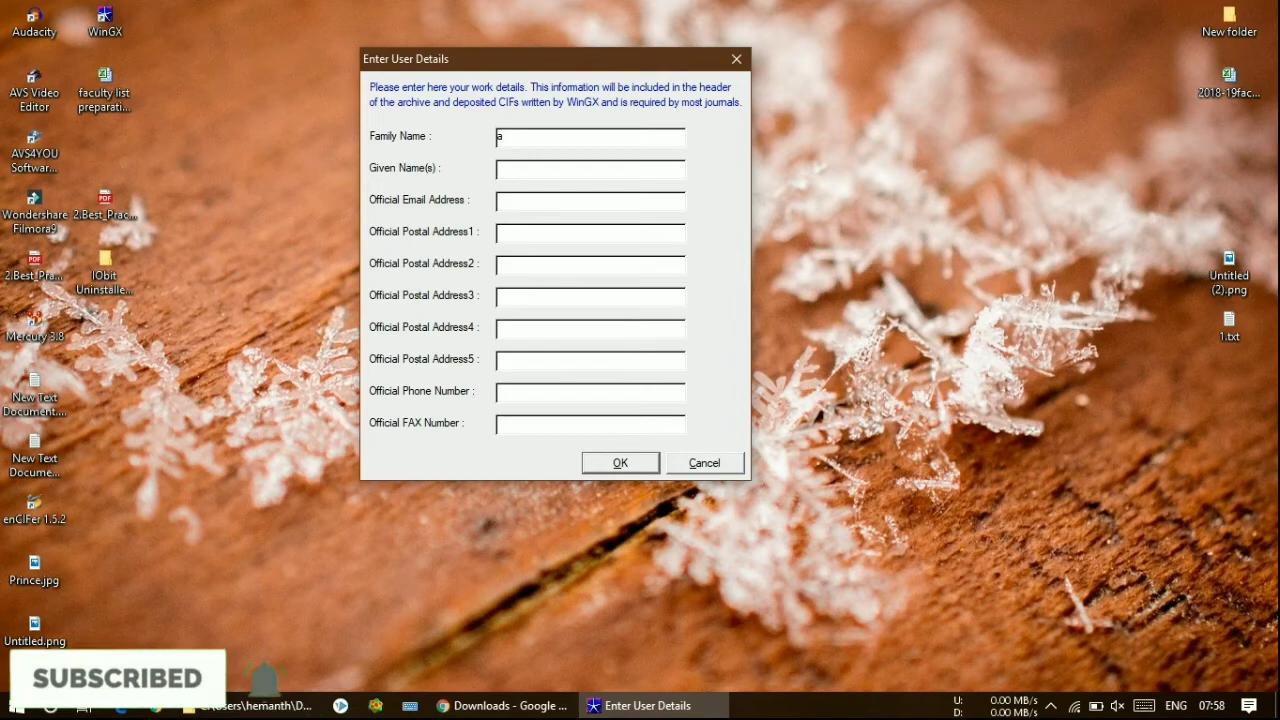 Audacity
WinGX
AVS Video
Editor
faculty list
preparati...
AVS4YOU
Softwar...
Wondershare
Filmora9
2.Best_Prac...
2.Best_Pra...
IObit
Uninstalle...
Mercury 3.8
New Text
Document....
New Text
Docume...
enCIFer 1.5.2
Prince.jpg
Untitled.png
New folder
2018-19fac...
Untitled
(2).png
1.txt
Enter User Details
Please enter here your work details. This information will be included in the header
of the archive and deposited CIFs written by WinGX and is required by most journals.
Family Name : a
Given Name(s) :
Official Email Address :
Official Postal Address1 :
Official Postal Address2 :
Official Postal Address3 :
Official Postal Address4 :
Official Postal Address5 :
Official Phone Number :
Official FAX Number :
OK Cancel
SUBSCRIBED
C:\Users\hemanth\D...
Downloads - Google ...
Enter User Details
U: 0.00 MB/s
D: 0.00 MB/s
ENG
07:58